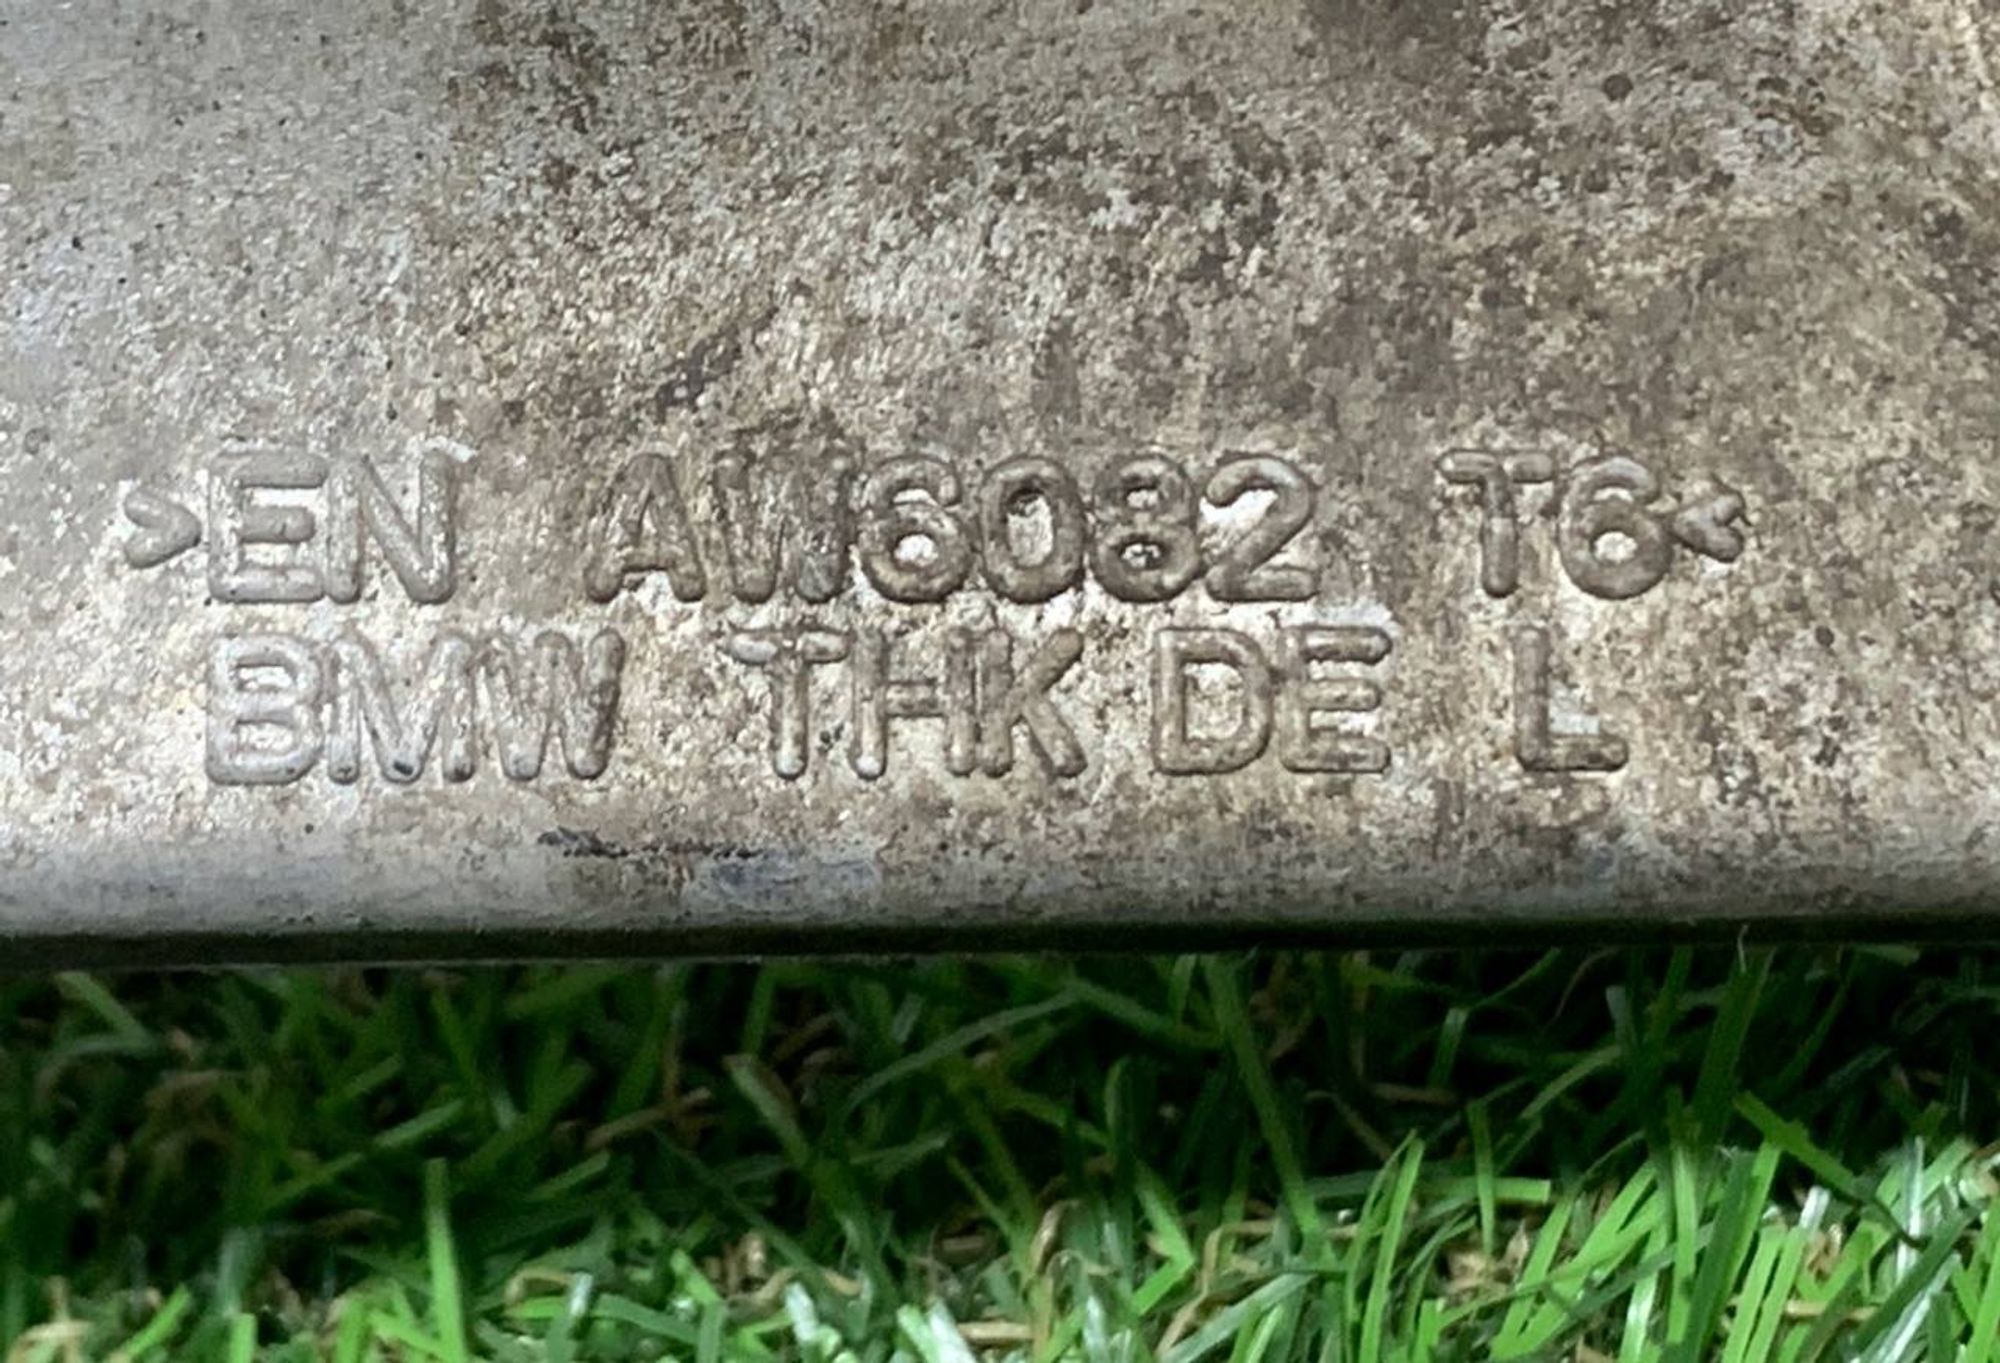 >EN AW6082 T6<
BMW THK DE L